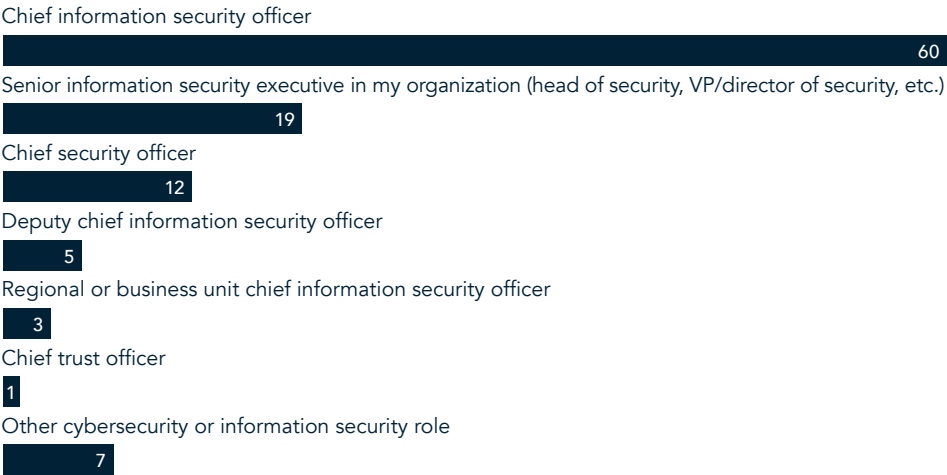 Chief information security officer
60
Senior information security executive in my organization (head of security, VP/director of security, etc.)
19
Chief security officer
12
Deputy chief information security officer
5
Regional or business unit chief information security officer
3
Chief trust officer
1
Other cybersecurity or information security role
7